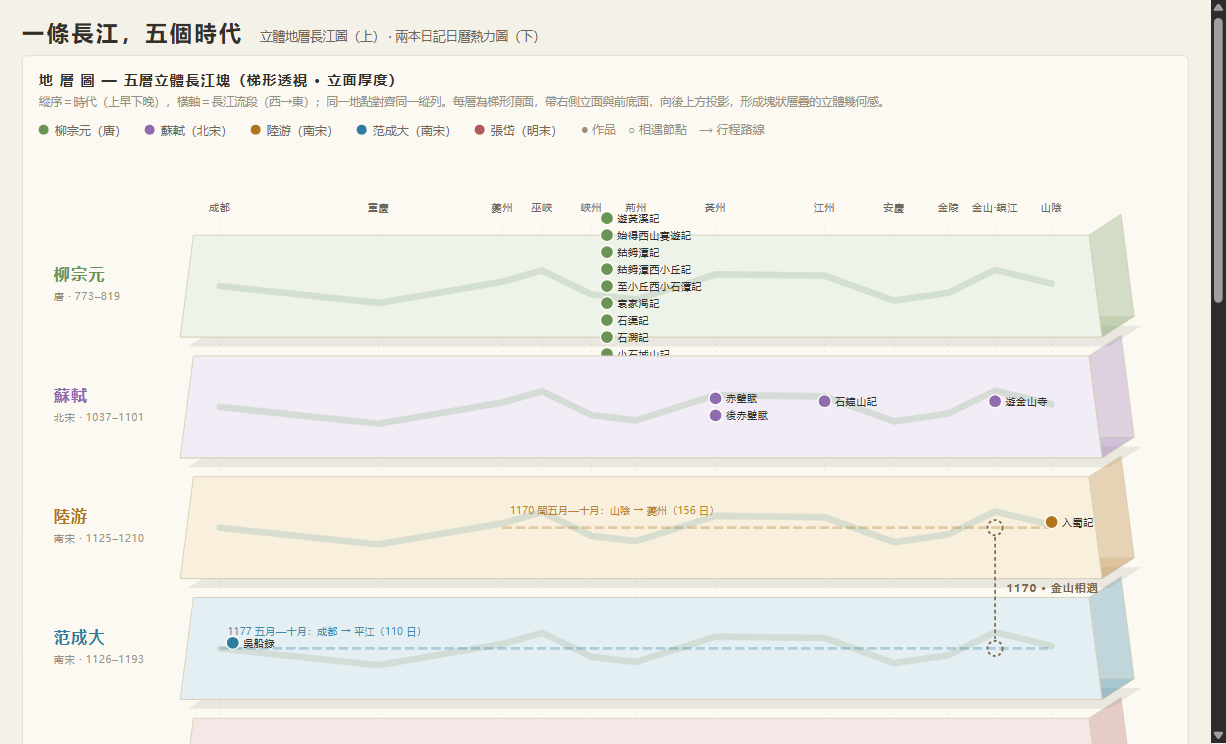 一條長江，五個時代
立體地層長江圖（上）· 兩本日記日曆熱力圖（下）
地 層 圖 — 五層立體長江塊（梯形透視 • 立面厚度）
縱序＝時代（上早下晚），橫軸＝長江流段（西→東）；同一地點對齊同一縱列。每層為梯形頂面，帶右側立面與前底面，向後上方投影，形成塊狀層疊的立體幾何感。
柳宗元（唐） 蘇軾（北宋） 陸游（南宋） 范成大（南宋） 張岱（明末） ● 作品 ○ 相遇節點 → 行程路線
成都 重慶 夔州 巫峽 峽州 荊州 黃州 江州 安慶 金陵 金山·鎮江 山陰
遊黃溪記
始得西山宴遊記
鈷鉧潭記
鈷鉧潭西小丘記
至小丘西小石潭記
袁家渴記
石渠記
石澗記
小石城山記
柳宗元
唐 · 773–819
蘇軾
北宋 · 1037–1101
赤壁賦
後赤壁賦
石鐘山記
遊金山寺
陸游
南宋 · 1125–1210
1170 閏五月—十月：山陰 → 夔州（156 日）
入蜀記
1170 • 金山相遇
范成大
南宋 · 1126–1193
1177 五月—十月：成都 → 平江（110 日）
吳船錄